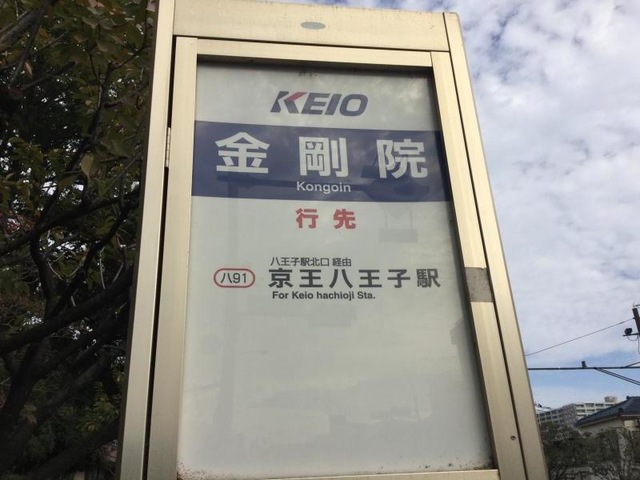 KEIO
金剛院
Kongoin
行先
八王子駅北口 経由
ハ91 京王八王子駅
For Keio hachioji Sta.